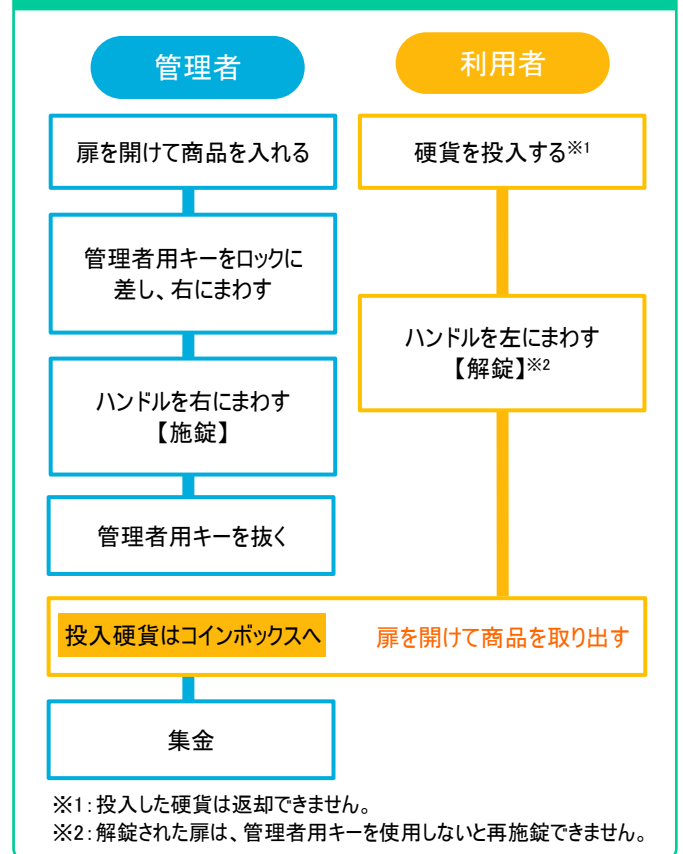 管理者
利用者
扉を開けて商品を入れる
硬貨を投入する※1
管理者用キーをロックに
差し、右にまわす
ハンドルを左にまわす
【解錠】※2
ハンドルを右にまわす
【施錠】
管理者用キーを抜く
投入硬貨はコインボックスへ
扉を開けて商品を取り出す
集金
※1:投入した硬貨は返却できません。
※2:解錠された扉は、管理者用キーを使用しないと再施錠できません。